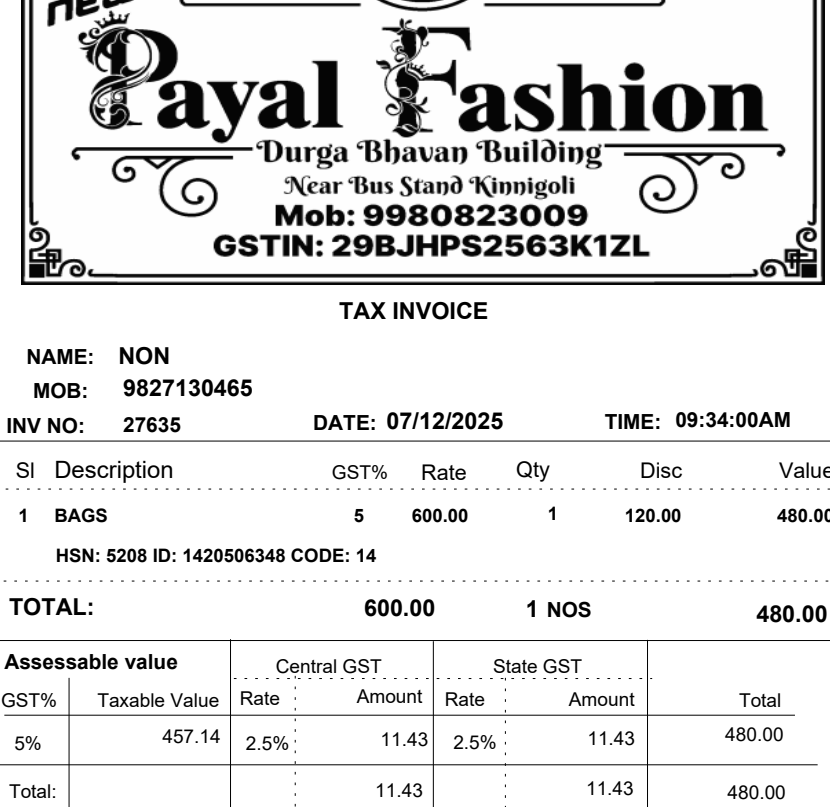 new
Payal Fashion
Durga Bhavan Building
Near Bus Stand Kinnigoli
Mob: 9980823009
GSTIN: 29BJHPS2563K1ZL
TAX INVOICE
NAME: NON
MOB: 9827130465
INV NO: 27635 DATE: 07/12/2025 TIME: 09:34:00AM
Sl Description GST% Rate Qty Disc Value
1 BAGS 5 600.00 1 120.00 480.00
HSN: 5208 ID: 1420506348 CODE: 14
TOTAL: 600.00 1 NOS 480.00
Assessable value Central GST State GST
GST% Taxable Value Rate Amount Rate Amount Total
5% 457.14 2.5% 11.43 2.5% 11.43 480.00
Total: 11.43 11.43 480.00